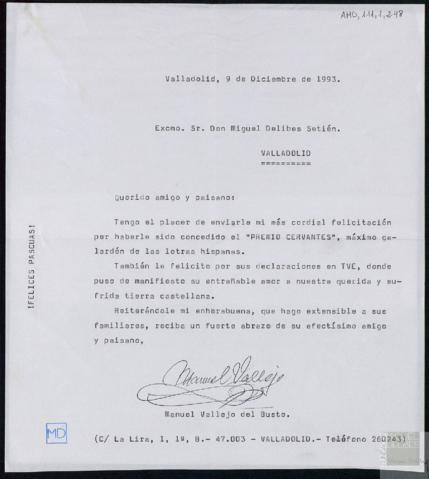 AMD,111,1,248
Valladolid, 9 de Diciembre de 1993.
Excmo. Sr. Don Miguel Delibes Setién.
VALLADOLID
==========
Querido amigo y paisano:
Tengo el placer de enviarle mi más cordial felicitación
por haberle sido concedido el "PREMIO CERVANTES", máximo ga-
lardón de las letras hispanas.
También le felicito por sus declaraciones en TVE, donde
puso de manifiesto su entrañable amor a nuestra querida y su-
frida tierra castellana.
Reiterándole mi enhorabuena, que hago extensible a sus
familiares, reciba un fuerte abrazo de su efectísimo amigo
y paisano,
Manuel Vallejo
Manuel Vallejo del Busto.
(C/ La Lira, 1, 1º, B.- 47.003 - VALLADOLID.- Teléfono 260243)
¡FELICES PASCUAS!
MD